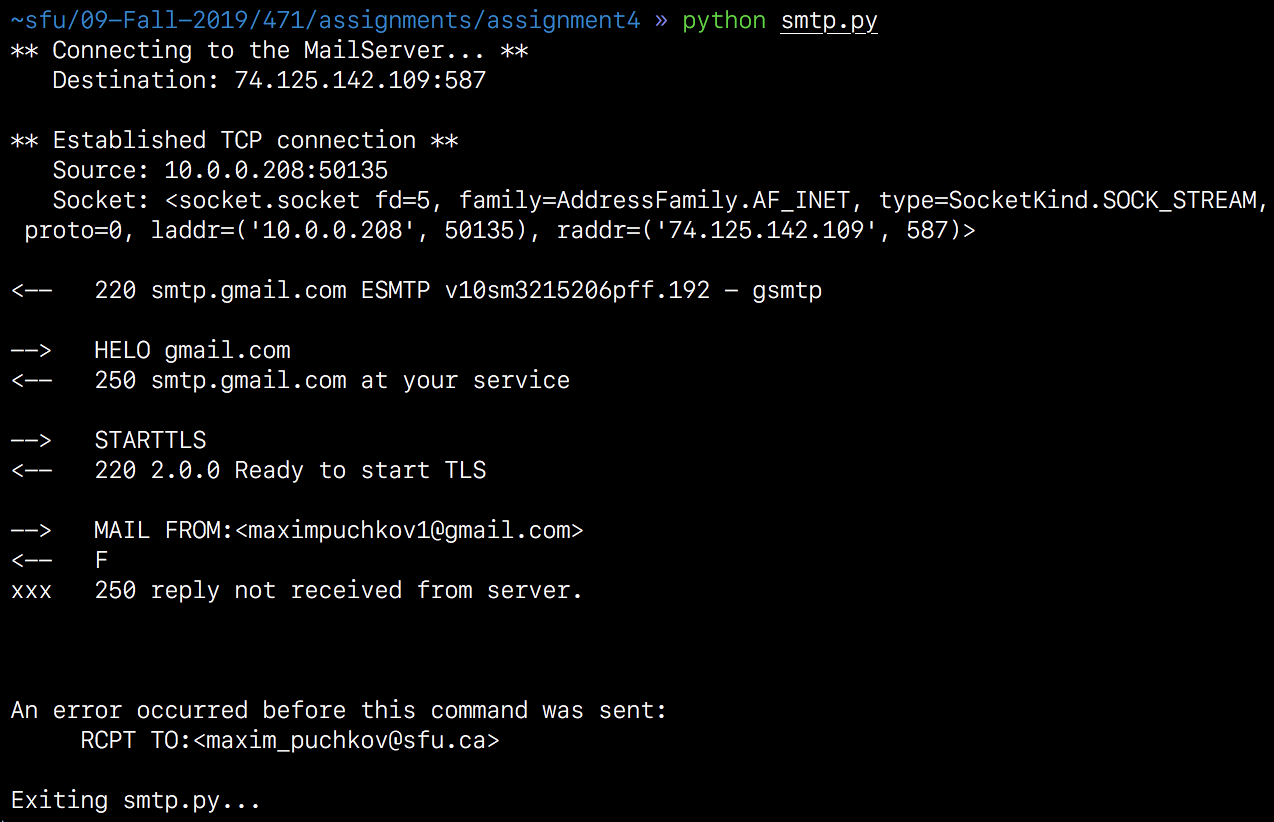 ~sfu/09-Fall-2019/471/assignments/assignment4 » python smtp.py
** Connecting to the MailServer... **
Destination: 74.125.142.109:587
** Established TCP connection **
Source: 10.0.0.208:50135
Socket: <socket.socket fd=5, family=AddressFamily.AF_INET, type=SocketKind.SOCK_STREAM,
proto=0, laddr=('10.0.0.208', 50135), raddr=('74.125.142.109', 587)>
<-- 220 smtp.gmail.com ESMTP v10sm3215206pff.192 - gsmtp
--> HELO gmail.com
<-- 250 smtp.gmail.com at your service
--> STARTTLS
<-- 220 2.0.0 Ready to start TLS
--> MAIL FROM:<maximpuchkov1@gmail.com>
<-- F
xxx 250 reply not received from server.
An error occurred before this command was sent:
RCPT TO:<maxim_puchkov@sfu.ca>
Exiting smtp.py...